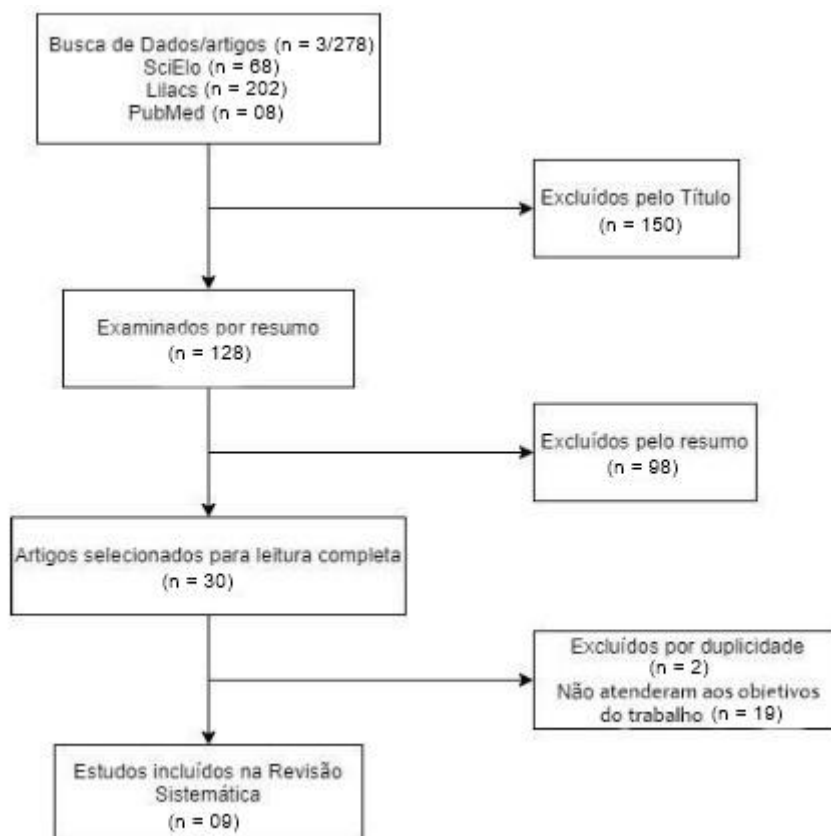 Busca de Dados/artigos (n = 3/278)
SciElo (n = 68)
Lilacs (n = 202)
PubMed (n = 08)
Excluídos pelo Título
(n = 150)
Examinados por resumo
(n = 128)
Excluídos pelo resumo
(n = 98)
Artigos selecionados para leitura completa
(n = 30)
Excluídos por duplicidade
(n = 2)
Não atenderam aos objetivos
do trabalho (n = 19)
Estudos incluídos na Revisão
Sistemática
(n = 09)